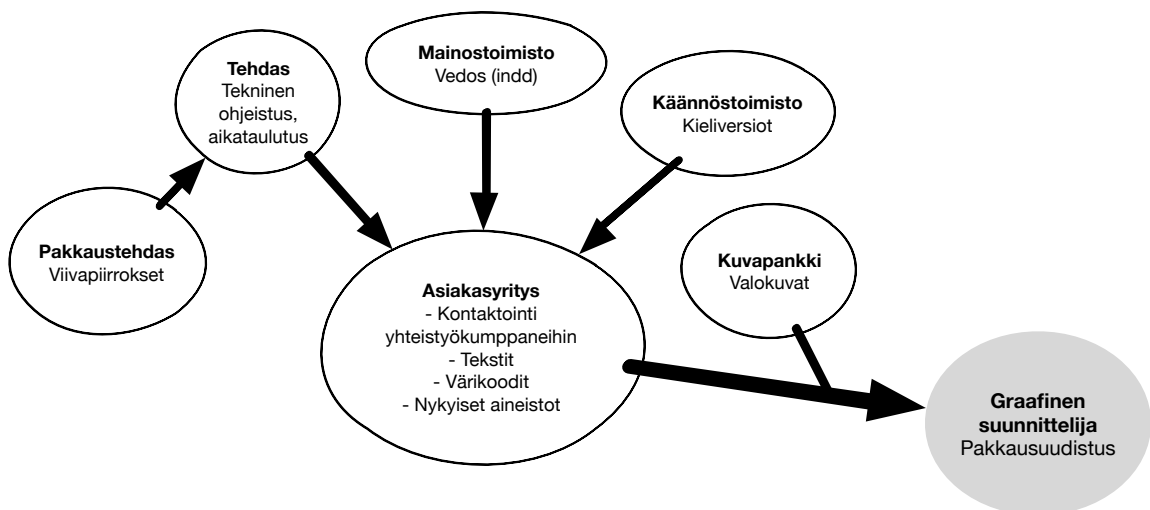 Mainostoimisto
Vedos (indd)
Tehdas
Tekninen
ohjeistus,
aikataulutus
Käännöstoimisto
Kieliversiot
Pakkaustehdas
Viivapiirrokset
Kuvapankki
Valokuvat
Asiakasyritys
- Kontaktointi
yhteistyökumppaneihin
- Tekstit
- Värikoodit
- Nykyiset aineistot
Graafinen
suunnittelija
Pakkausuudistus